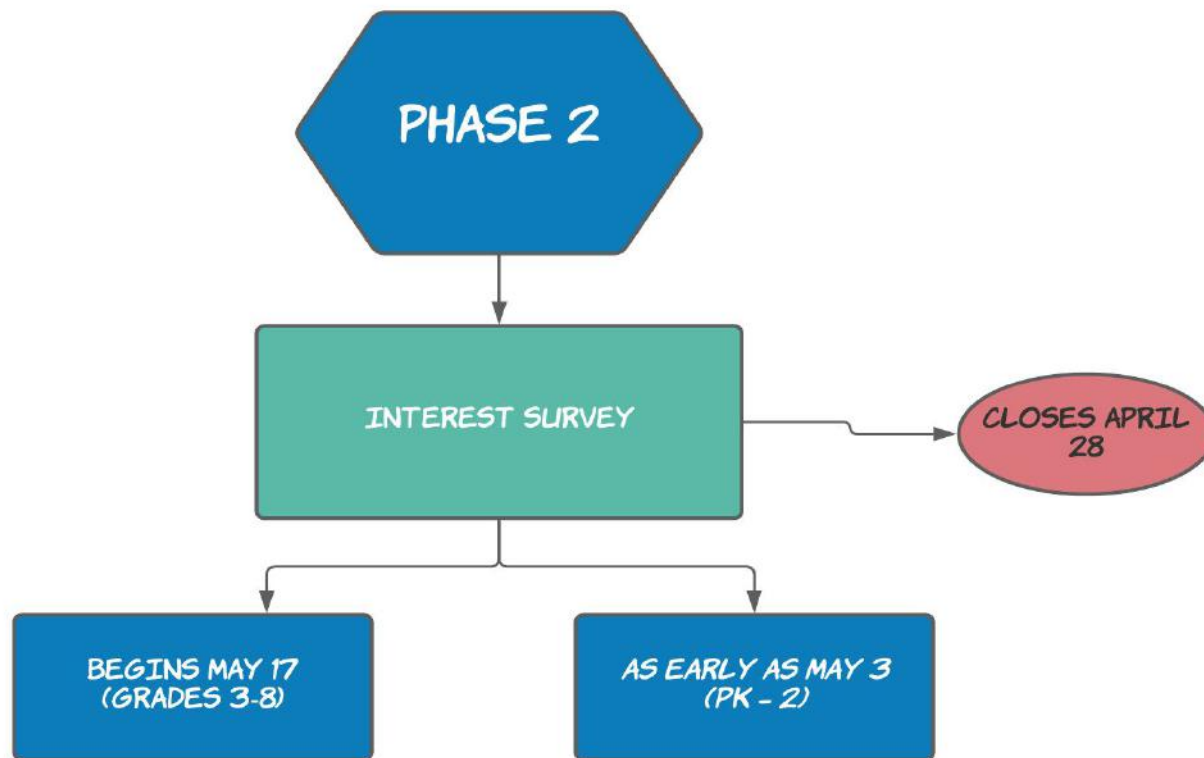 PHASE 2
INTEREST SURVEY
CLOSES APRIL
28
BEGINS MAY 17
(GRADES 3-8)
AS EARLY AS MAY 3
(PK – 2)